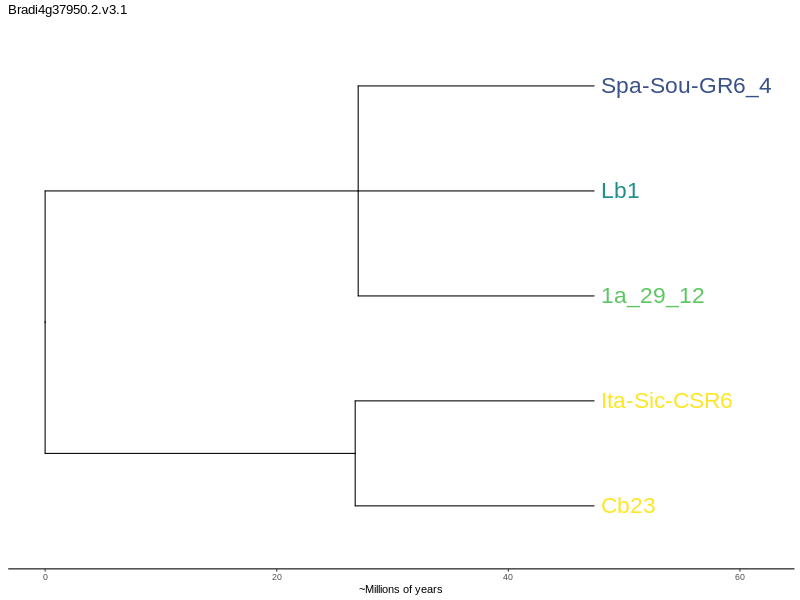 Bradi4g37950.2.v3.1
Spa-Sou-GR6_4
Lb1
1a_29_12
Ita-Sic-CSR6
Cb23
0 20 40 60
~Millions of years